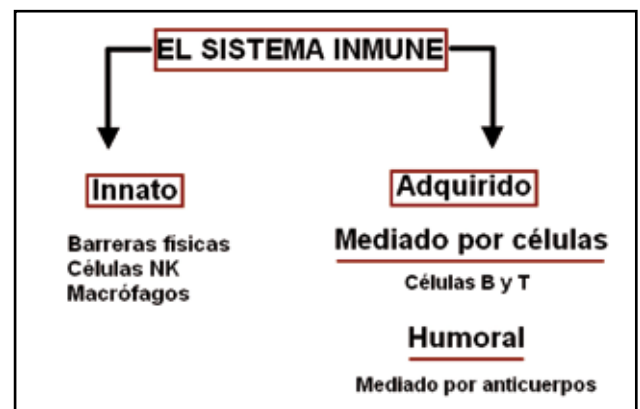 EL SISTEMA INMUNE
Innato
Barreras físicas
Células NK
Macrófagos
Adquirido
Mediado por células
Células B y T
Humoral
Mediado por anticuerpos